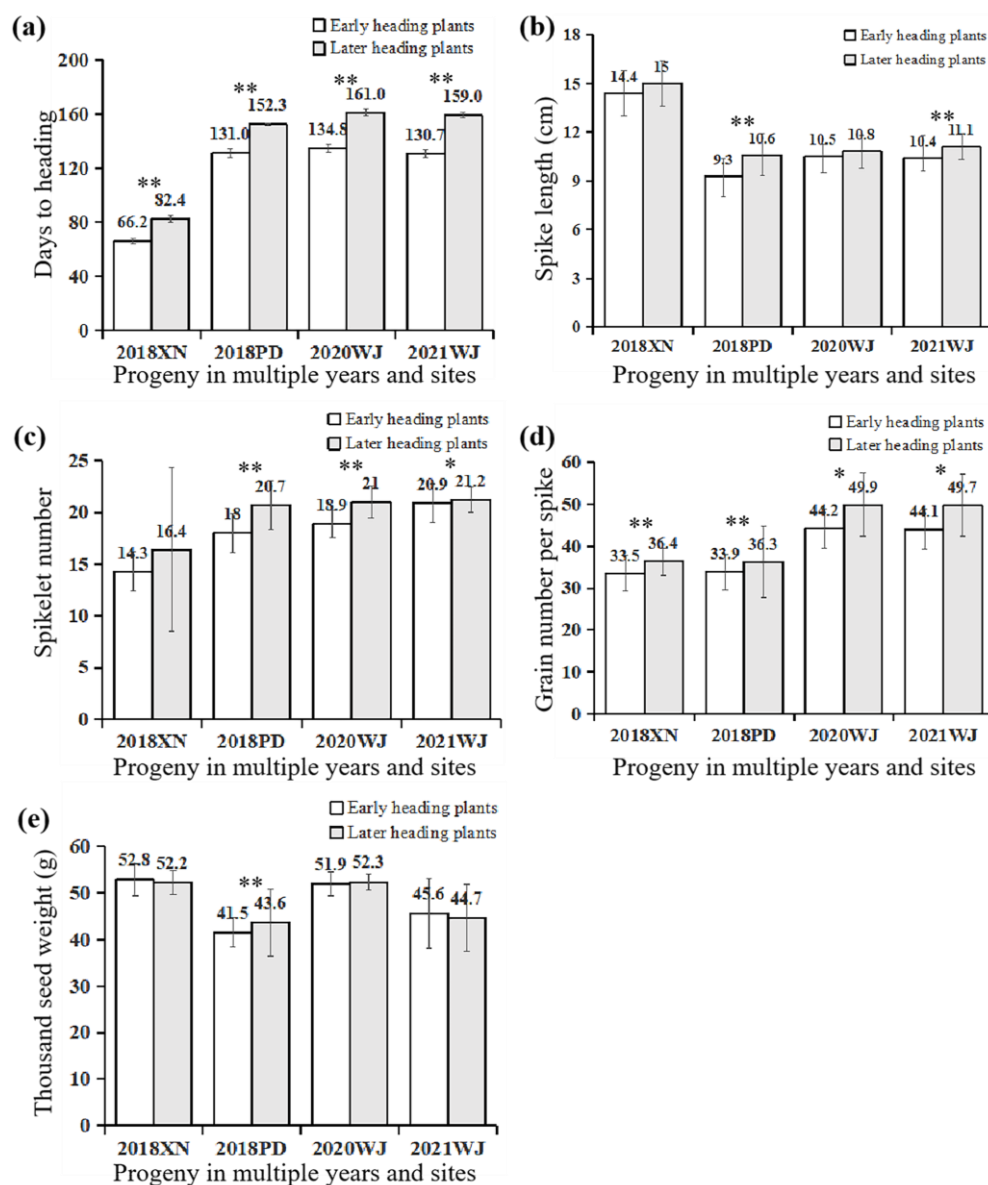 (a)
Early heading plants
Later heading plants
Days to heading
200
160
120
80
40
0
**
**
**
**
66.2
82.4
131.0
152.3
134.8
161.0
130.7
159.0
2018XN 2018PD 2020WJ 2021WJ
Progeny in multiple years and sites
(b)
Early heading plants
Later heading plants
Spike length (cm)
18
15
12
9
6
3
0
**
**
14.4
15
9.3
10.6
10.5
10.8
10.4
11.1
2018XN 2018PD 2020WJ 2021WJ
Progeny in multiple years and sites
(c)
Early heading plants
Later heading plants
Spikelet number
25
20
15
10
5
0
**
**
*
14.3
16.4
18
20.7
18.9
21
20.9
21.2
2018XN 2018PD 2020WJ 2021WJ
Progeny in multiple years and sites
(d)
Early heading plants
Later heading plants
Grain number per spike
60
50
40
30
20
10
0
**
**
*
*
33.5
36.4
33.9
36.3
44.2
49.9
44.1
49.7
2018XN 2018PD 2020WJ 2021WJ
Progeny in multiple years and sites
(e)
Early heading plants
Later heading plants
Thousand seed weight (g)
60
50
40
30
20
10
0
**
52.8
52.2
41.5
43.6
51.9
52.3
45.6
44.7
2018XN 2018PD 2020WJ 2021WJ
Progeny in multiple years and sites